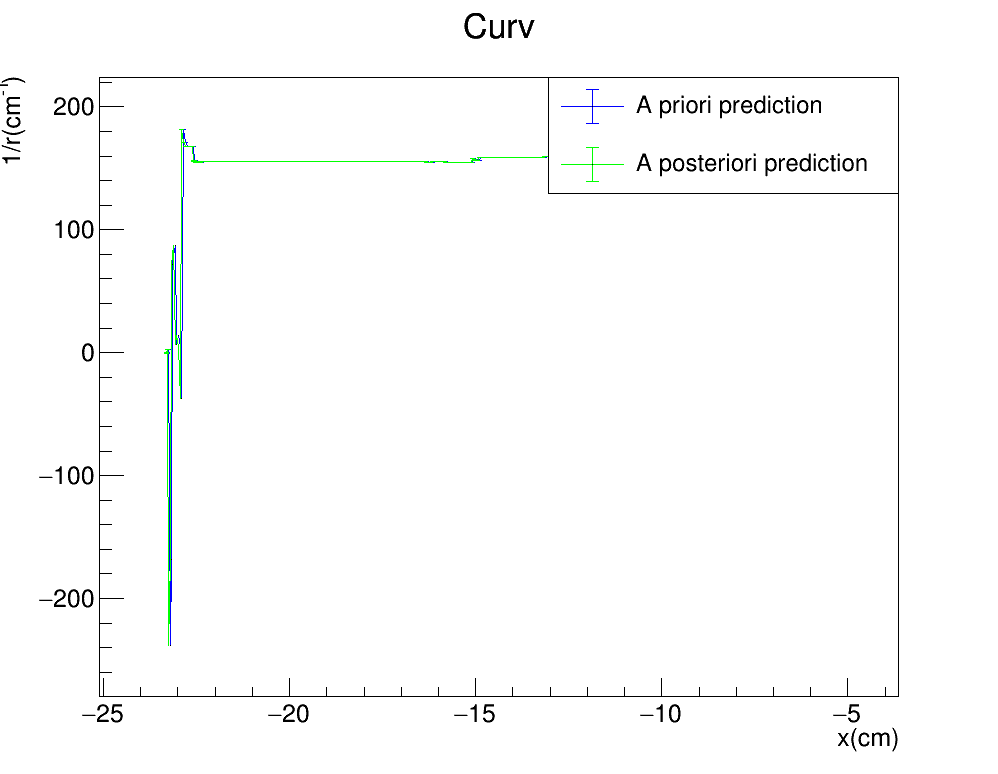 Curv
1/r(cm⁻¹)
A priori prediction
A posteriori prediction
200
100
0
−100
−200
−25 −20 −15 −10 −5
x(cm)